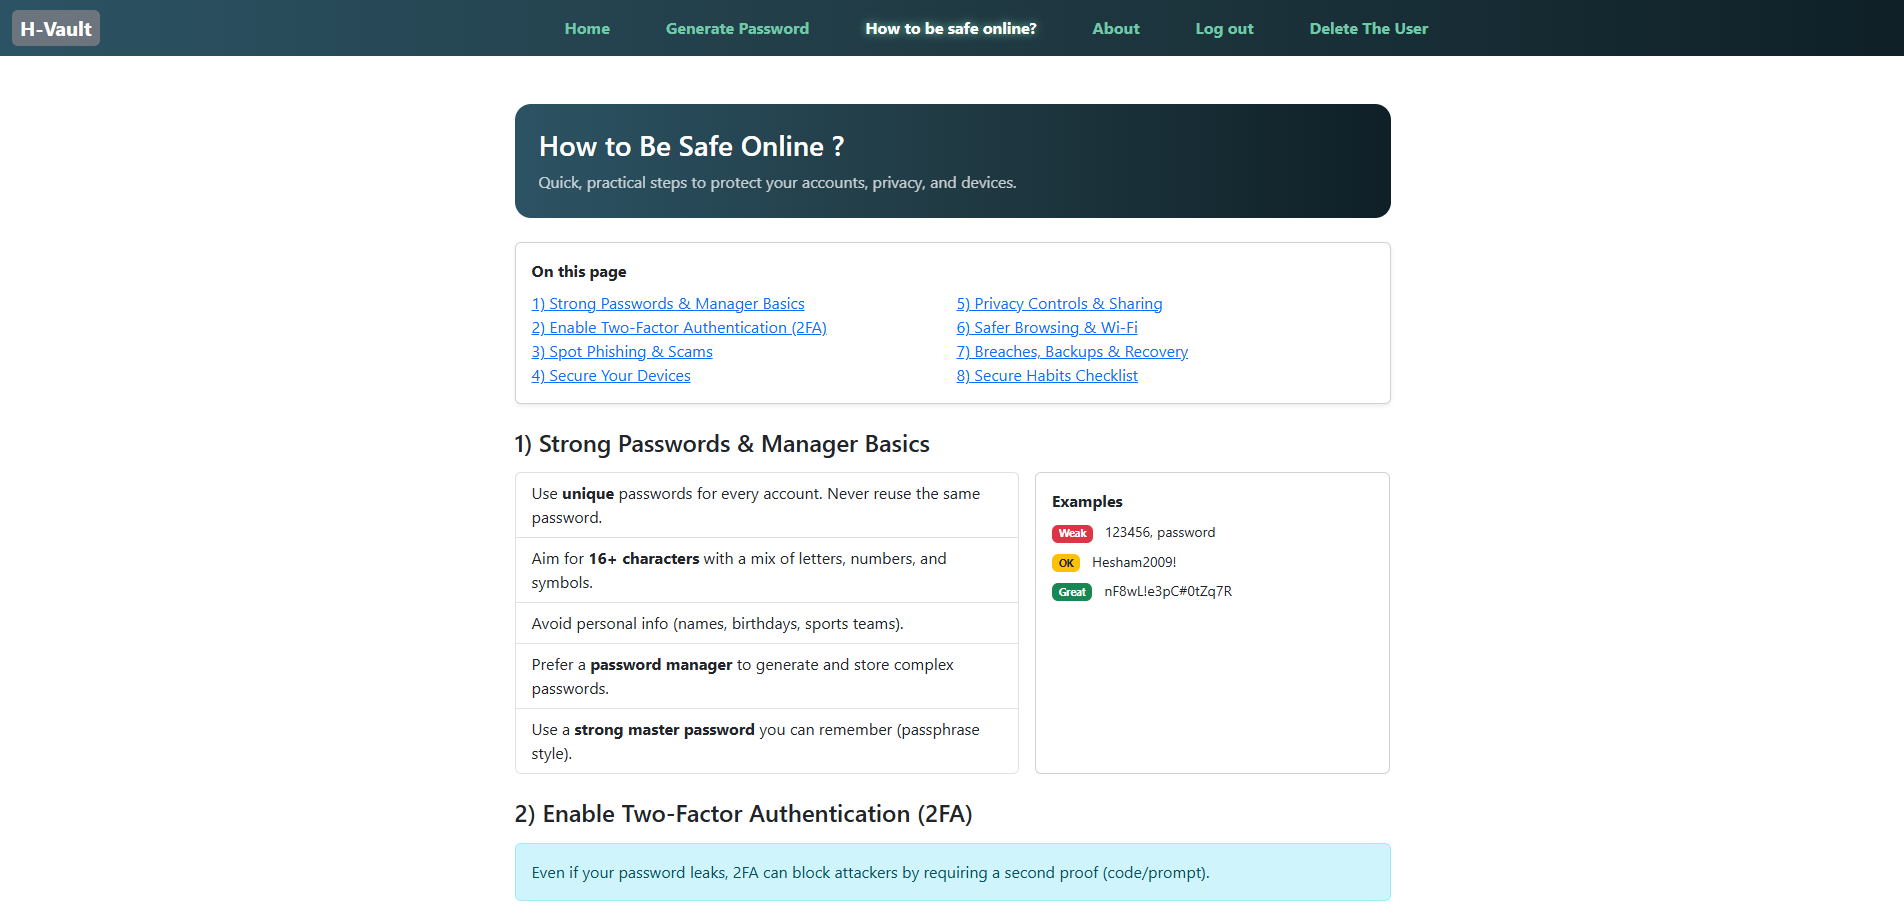 H-Vault
Home
Generate Password
How to be safe online?
About
Log out
Delete The User
How to Be Safe Online ?
Quick, practical steps to protect your accounts, privacy, and devices.
On this page
1) Strong Passwords & Manager Basics
2) Enable Two-Factor Authentication (2FA)
3) Spot Phishing & Scams
4) Secure Your Devices
5) Privacy Controls & Sharing
6) Safer Browsing & Wi-Fi
7) Breaches, Backups & Recovery
8) Secure Habits Checklist
1) Strong Passwords & Manager Basics
Use unique passwords for every account. Never reuse the same
password.
Aim for 16+ characters with a mix of letters, numbers, and
symbols.
Avoid personal info (names, birthdays, sports teams).
Prefer a password manager to generate and store complex
passwords.
Use a strong master password you can remember (passphrase
style).
Examples
Weak 123456, password
OK Hesham2009!
Great nF8wL!e3pC#0tZq7R
2) Enable Two-Factor Authentication (2FA)
Even if your password leaks, 2FA can block attackers by requiring a second proof (code/prompt).